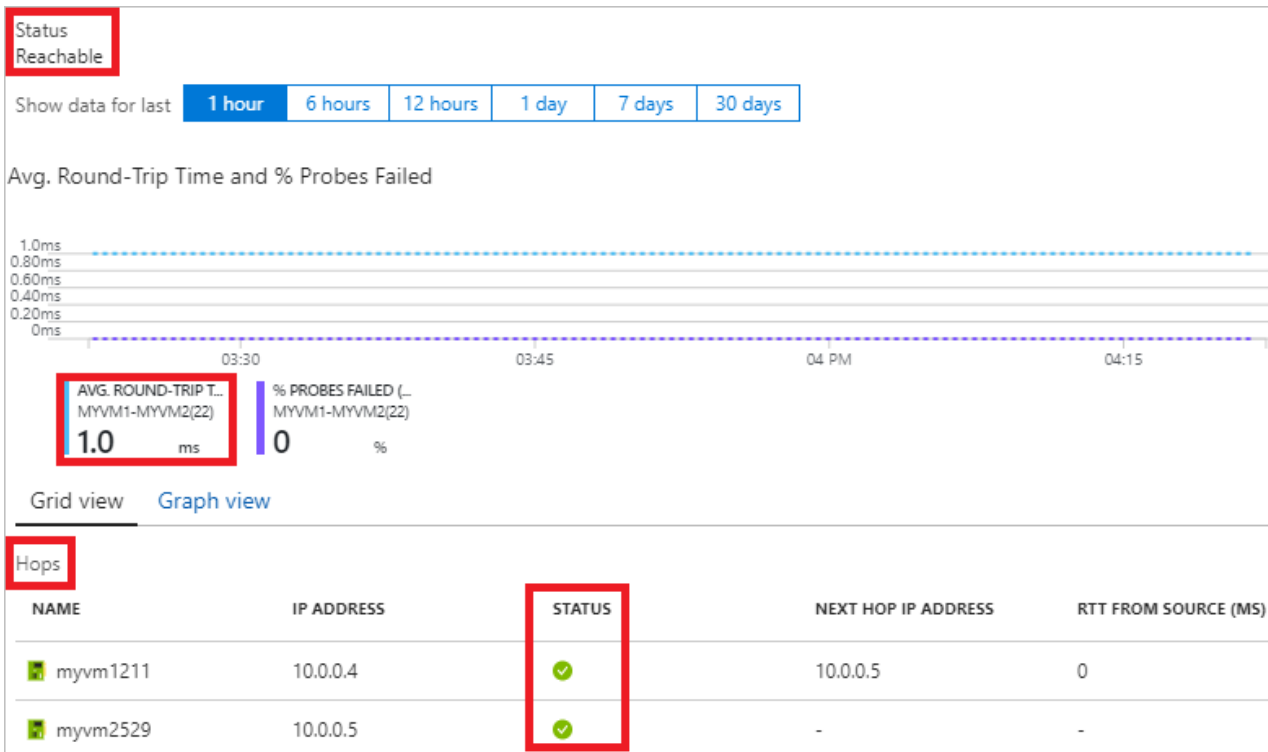 Status
Reachable
Show data for last 1 hour 6 hours 12 hours 1 day 7 days 30 days
Avg. Round-Trip Time and % Probes Failed
1.0ms
0.80ms
0.60ms
0.40ms
0.20ms
0ms
03:30 03:45 04 PM 04:15
AVG. ROUND-TRIP T... % PROBES FAILED (...
MYVM1-MYVM2(22) MYVM1-MYVM2(22)
1.0 ms 0 %
Grid view Graph view
Hops
NAME IP ADDRESS STATUS NEXT HOP IP ADDRESS RTT FROM SOURCE (MS)
myvm1211 10.0.0.4 10.0.0.5 0
myvm2529 10.0.0.5 - -